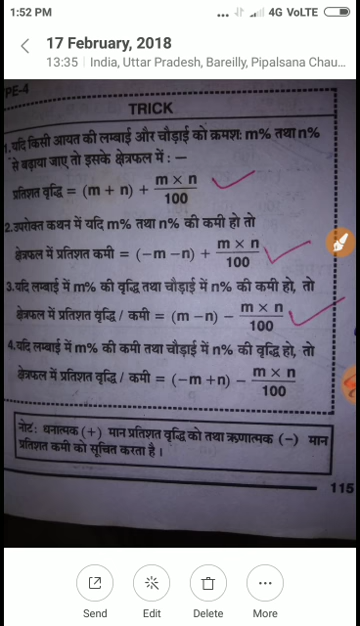 1:52 PM ... 4G VoLTE
17 February, 2018
13:35 | India, Uttar Pradesh, Bareilly, Pipalsana Chau...
PE-4
TRICK
1. यदि किसी आयत की लम्बाई और चौड़ाई को क्रमशः m% तथा n%
से बढ़ाया जाए तो इसके क्षेत्रफल में : —
प्रतिशत वृद्धि = (m + n) + m × n / 100
2. उपरोक्त कथन में यदि m% तथा n% की कमी हो तो
क्षेत्रफल में प्रतिशत कमी = (−m −n) + m × n / 100
3. यदि लम्बाई में m% की वृद्धि तथा चौड़ाई में n% की कमी हो, तो
क्षेत्रफल में प्रतिशत वृद्धि / कमी = (m −n) − m × n / 100
4. यदि लम्बाई में m% की कमी तथा चौड़ाई में n% की वृद्धि हो, तो
क्षेत्रफल में प्रतिशत वृद्धि / कमी = (−m +n) − m × n / 100
नोट: धनात्मक (+) मान प्रतिशत वृद्धि को तथा ऋणात्मक (−) मान
प्रतिशत कमी को सूचित करता है।
115
Send Edit Delete More